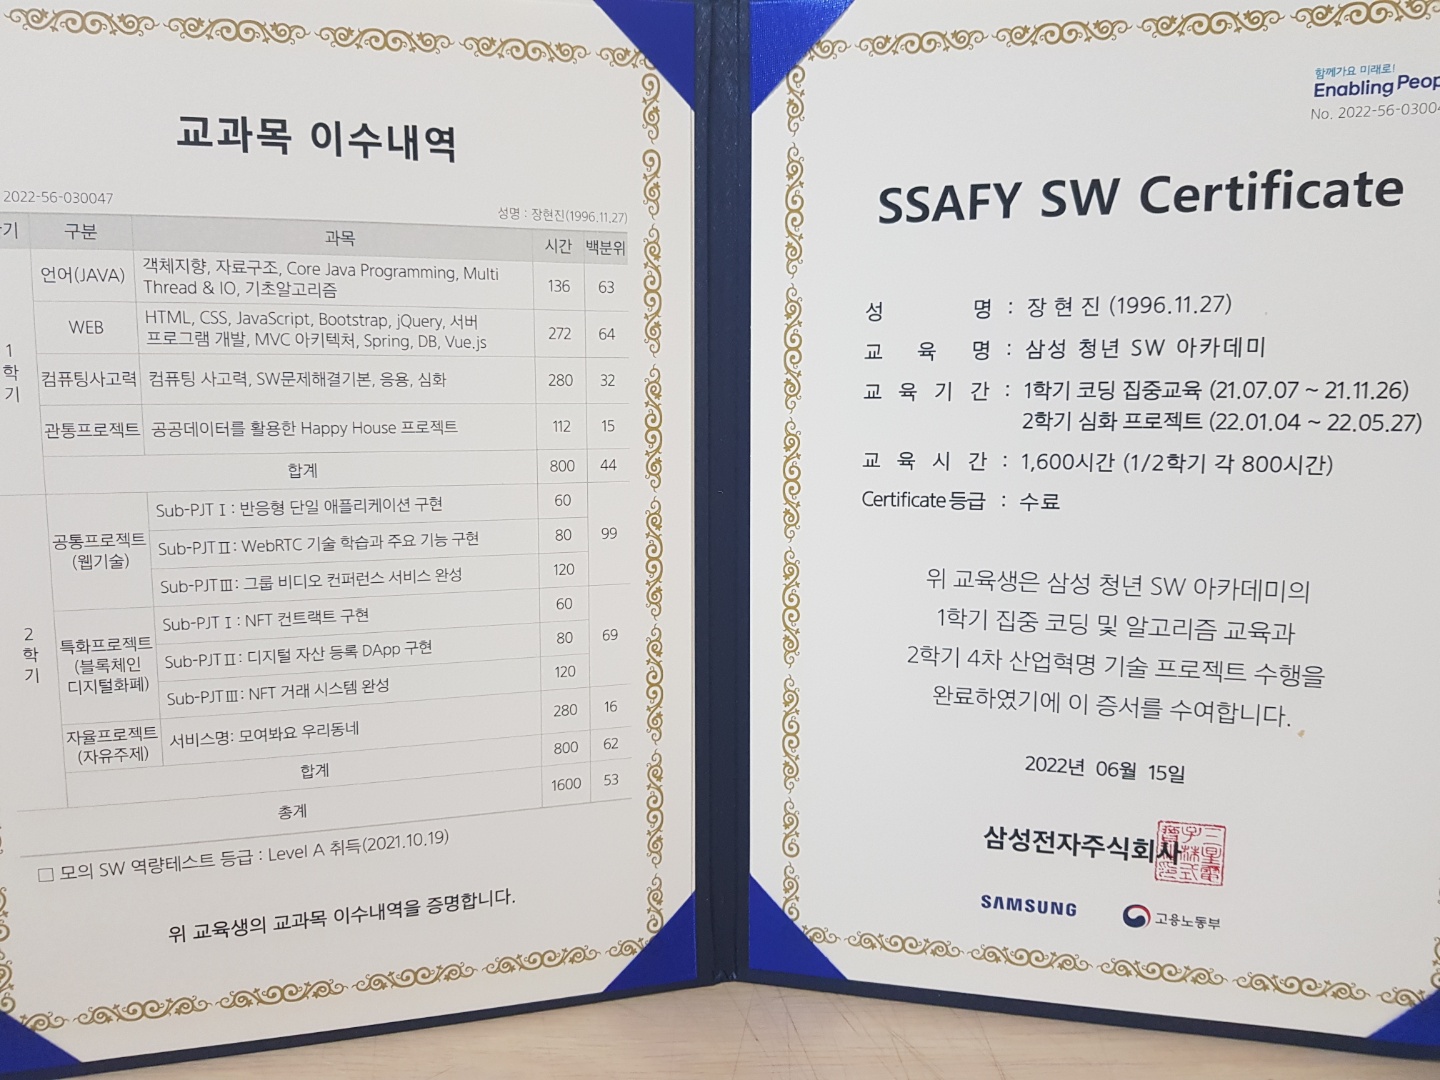 교과목 이수내역
2022-56-030047
성명 : 장현진(1996.11.27)
기 구분 과목 시간 백분위
1학기
언어(JAVA) 객체지향, 자료구조, Core Java Programming, Multi
Thread & IO, 기초알고리즘 136 63
WEB HTML, CSS, JavaScript, Bootstrap, jQuery, 서버
프로그램 개발, MVC 아키텍처, Spring, DB, Vue.js 272 64
컴퓨팅사고력 컴퓨팅 사고력, SW문제해결기본, 응용, 심화 280 32
관통프로젝트 공공데이터를 활용한 Happy House 프로젝트 112 15
합계 800 44
2학기
공통프로젝트
(웹기술)
Sub-PJT Ⅰ : 반응형 단일 애플리케이션 구현 60
Sub-PJT Ⅱ : WebRTC 기술 학습과 주요 기능 구현 80 99
Sub-PJT Ⅲ : 그룹 비디오 컨퍼런스 서비스 완성 120
특화프로젝트
(블록체인
디지털화폐)
Sub-PJT Ⅰ : NFT 컨트랙트 구현 60
Sub-PJT Ⅱ : 디지털 자산 등록 DApp 구현 80 69
Sub-PJT Ⅲ : NFT 거래 시스템 완성 120
자율프로젝트
(자유주제)
서비스명: 모여봐요 우리동네 280 16
합계 800 62
총계 1600 53
□ 모의 SW 역량테스트 등급 : Level A 취득(2021.10.19)
위 교육생의 교과목 이수내역을 증명합니다.
함께가요 미래로!
Enabling Peop
No. 2022-56-03004
SSAFY SW Certificate
성 명 : 장 현 진 (1996.11.27)
교 육 명 : 삼성 청년 SW 아카데미
교 육 기 간 : 1학기 코딩 집중교육 (21.07.07 ~ 21.11.26)
2학기 심화 프로젝트 (22.01.04 ~ 22.05.27)
교 육 시 간 : 1,600시간 (1/2학기 각 800시간)
Certificate등급 : 수료
위 교육생은 삼성 청년 SW 아카데미의
1학기 집중 코딩 및 알고리즘 교육과
2학기 4차 산업혁명 기술 프로젝트 수행을
완료하였기에 이 증서를 수여합니다.
2022년 06월 15일
삼성전자주식회사
SAMSUNG
고용노동부